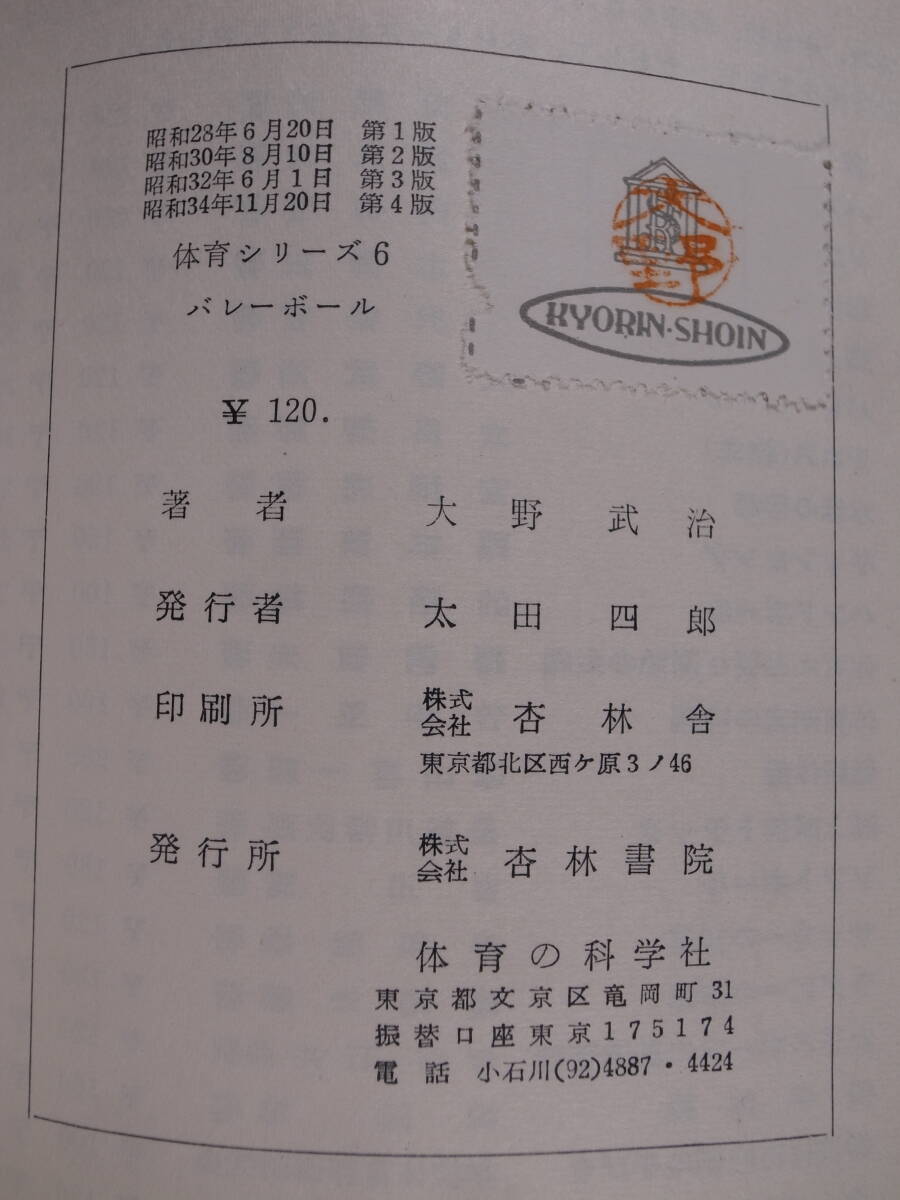 昭和28年6月20日 第1版
昭和30年8月10日 第2版
昭和32年6月1日 第3版
昭和34年11月20日 第4版
体育シリーズ6
バレーボール
¥ 120.
大野
KYORIN-SHOIN
著者 大野武治
発行者 太田四郎
印刷所 株式会社 杏林舎
東京都北区西ケ原3ノ46
発行所 株式会社 杏林書院
体育の科学社
東京都文京区竜岡町31
振替口座東京175174
電話 小石川(92)4887・4424